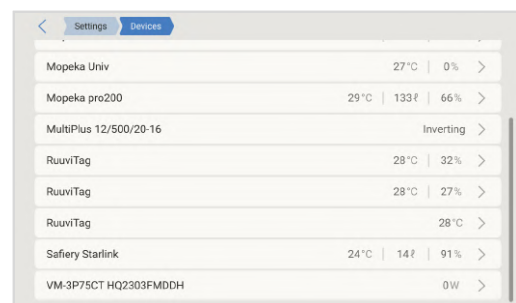 Settings Devices
Mopeka Univ 27°C 0%
Mopeka pro200 29°C 133ℓ 66%
MultiPlus 12/500/20-16 Inverting
RuuviTag 28°C 32%
RuuviTag 28°C 27%
RuuviTag 28°C
Safiery Starlink 24°C 14ℓ 91%
VM-3P75CT HQ2303FMDDH 0W